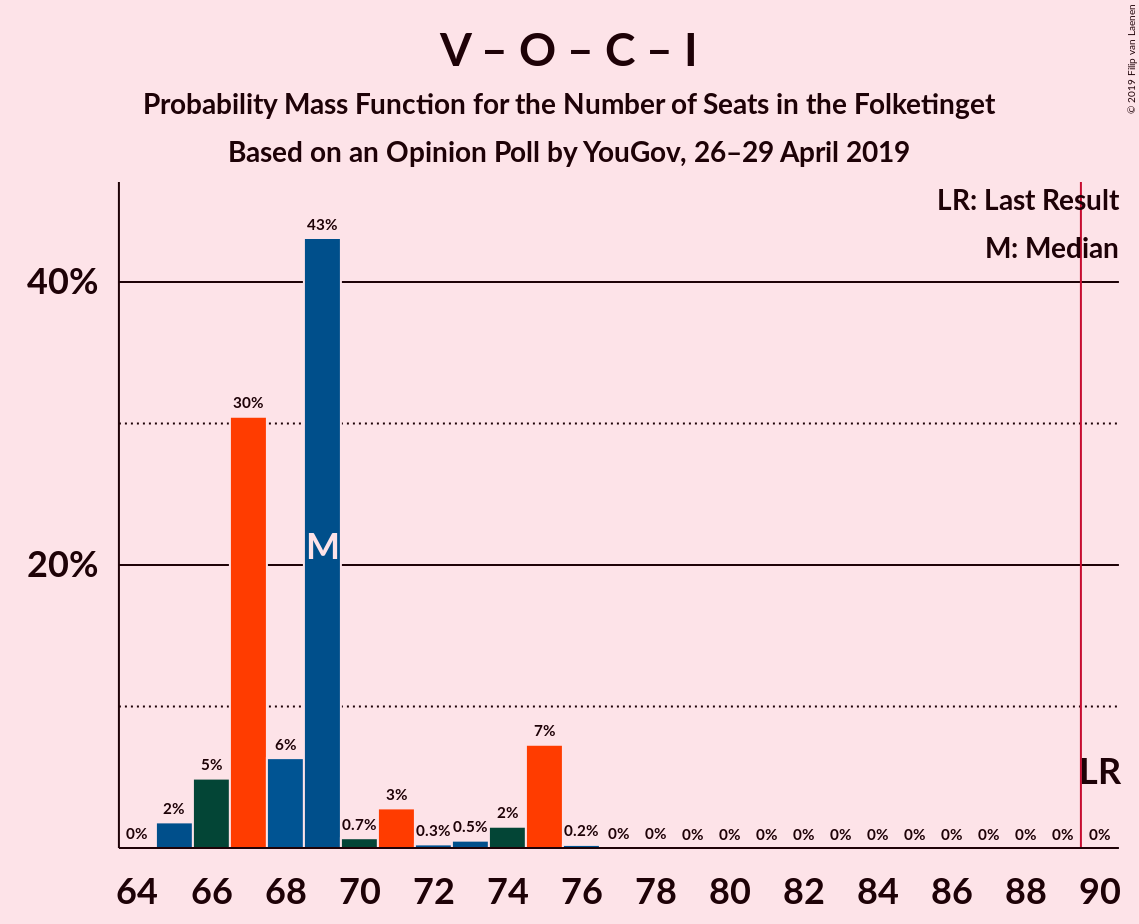 V – O – C – I
Probability Mass Function for the Number of Seats in the Folketinget
Based on an Opinion Poll by YouGov, 26–29 April 2019
© 2019 Filip van Laenen
LR: Last Result
M: Median
43%
40%
30%
M
20%
7%
6%
5%
LR
3%
2%
2%
0% 0.7% 0.3% 0.5% 0.2% 0% 0% 0% 0% 0% 0% 0% 0% 0% 0% 0% 0% 0% 0%
64 66 68 70 72 74 76 78 80 82 84 86 88 90